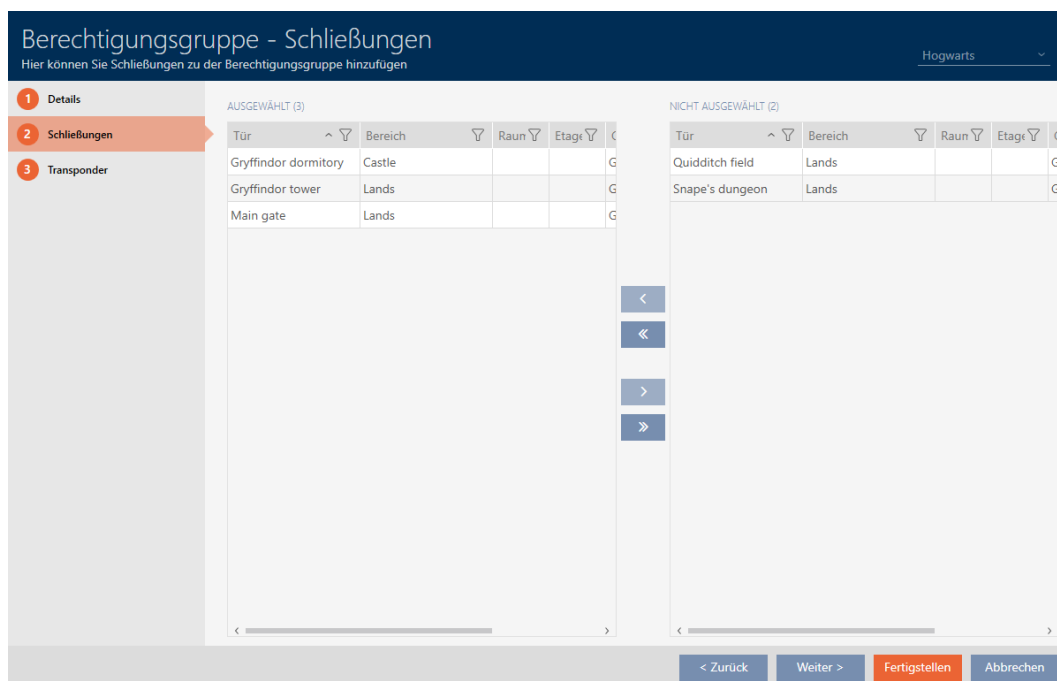 Berechtigungsgruppe - Schließungen
Hier können Sie Schließungen zu der Berechtigungsgruppe hinzufügen
Hogwarts
1 Details
2 Schließungen
3 Transponder
AUSGEWÄHLT (3)
Tür Bereich Raum Etage
Gryffindor dormitory Castle G
Gryffindor tower Lands G
Main gate Lands G
NICHT AUSGEWÄHLT (2)
Tür Bereich Raum Etage
Quidditch field Lands G
Snape's dungeon Lands G
< Zurück Weiter > Fertigstellen Abbrechen